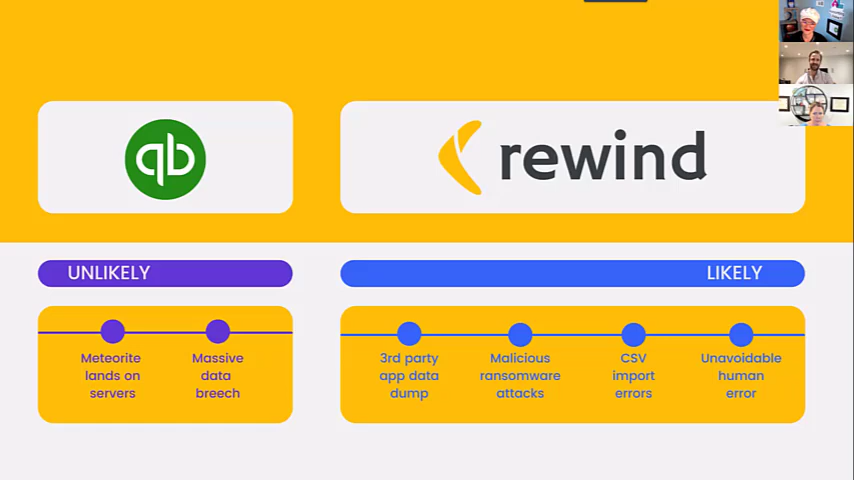 qb
rewind
UNLIKELY
LIKELY
Meteorite
lands on
servers
Massive
data
breech
3rd party
app data
dump
Malicious
ransomware
attacks
CSV
import
errors
Unavoidable
human
error